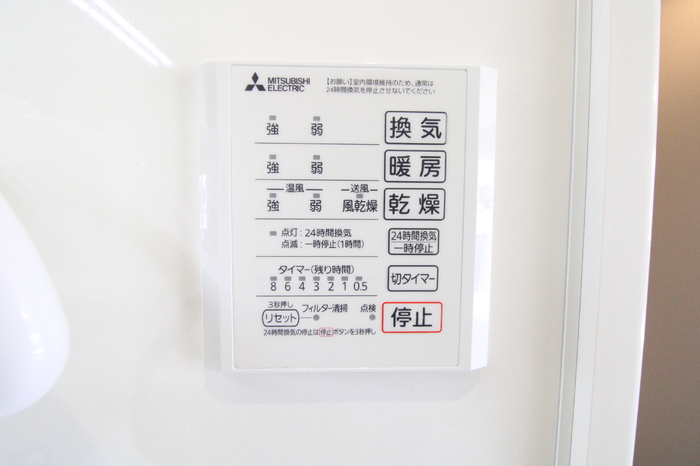 MITSUBISHI
ELECTRIC
【お願い】室内環境維持のため、通常は
24時間換気を停止させないでください
強 弱 換気
強 弱 暖房
温風 送風
強 弱 風乾燥 乾燥
点灯：24時間換気
点滅：一時停止(1時間)
24時間換気
一時停止
タイマー(残り時間)
8 6 4 3 2 1 0.5
切タイマー
3秒押し
リセット フィルター清掃 点検
停止
24時間換気の停止は停止ボタンを3秒押し